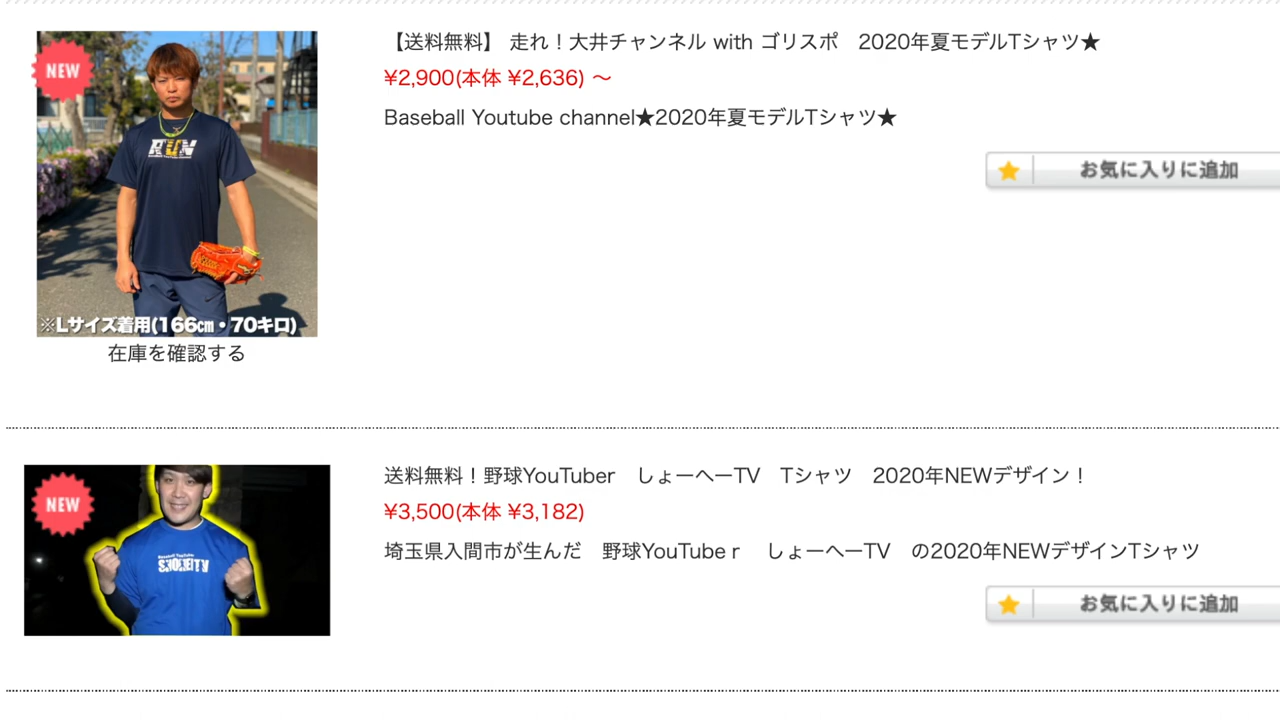 【送料無料】 走れ！大井チャンネル with ゴリスポ　2020年夏モデルTシャツ★
¥2,900(本体 ¥2,636) ～
Baseball Youtube channel★2020年夏モデルTシャツ★
NEW
RUN
お気に入りに追加
※Lサイズ着用(166㎝・70キロ)
在庫を確認する
送料無料！野球YouTuber　しょーへーTV　Tシャツ　2020年NEWデザイン！
¥3,500(本体 ¥3,182)
埼玉県入間市が生んだ　野球YouTubeｒ　しょーへーTV　の2020年NEWデザインTシャツ
NEW
Baseball YouTuber
SHOHEITV
お気に入りに追加